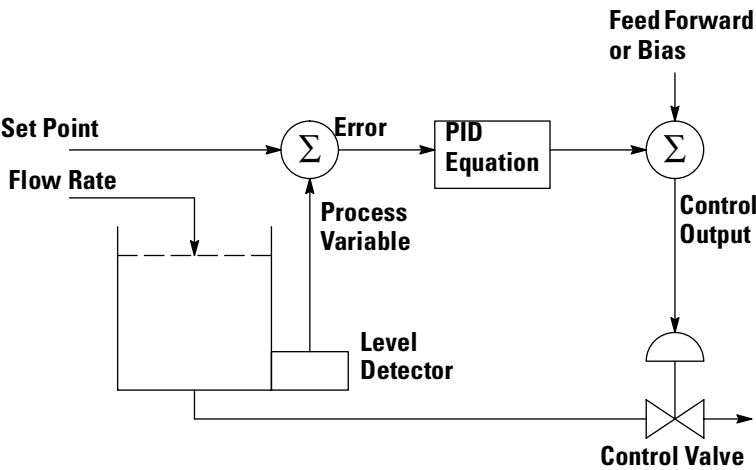 Feed Forward
or Bias
Set Point
Σ
Error
PID
Equation
Σ
Flow Rate
Process
Variable
Control
Output
Level
Detector
Control Valve